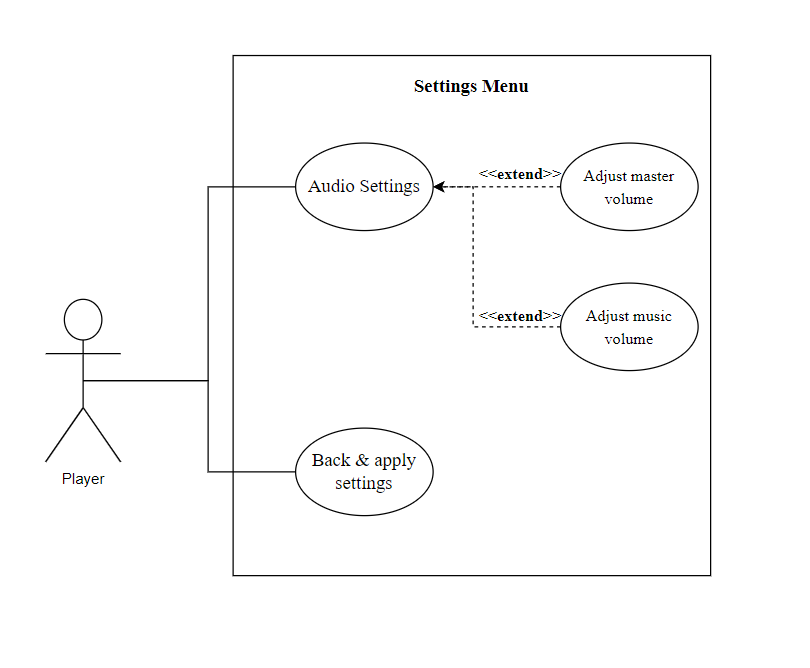 Settings Menu
Audio Settings
<<extend>>
Adjust master
volume
<<extend>>
Adjust music
volume
Back & apply
settings
Player